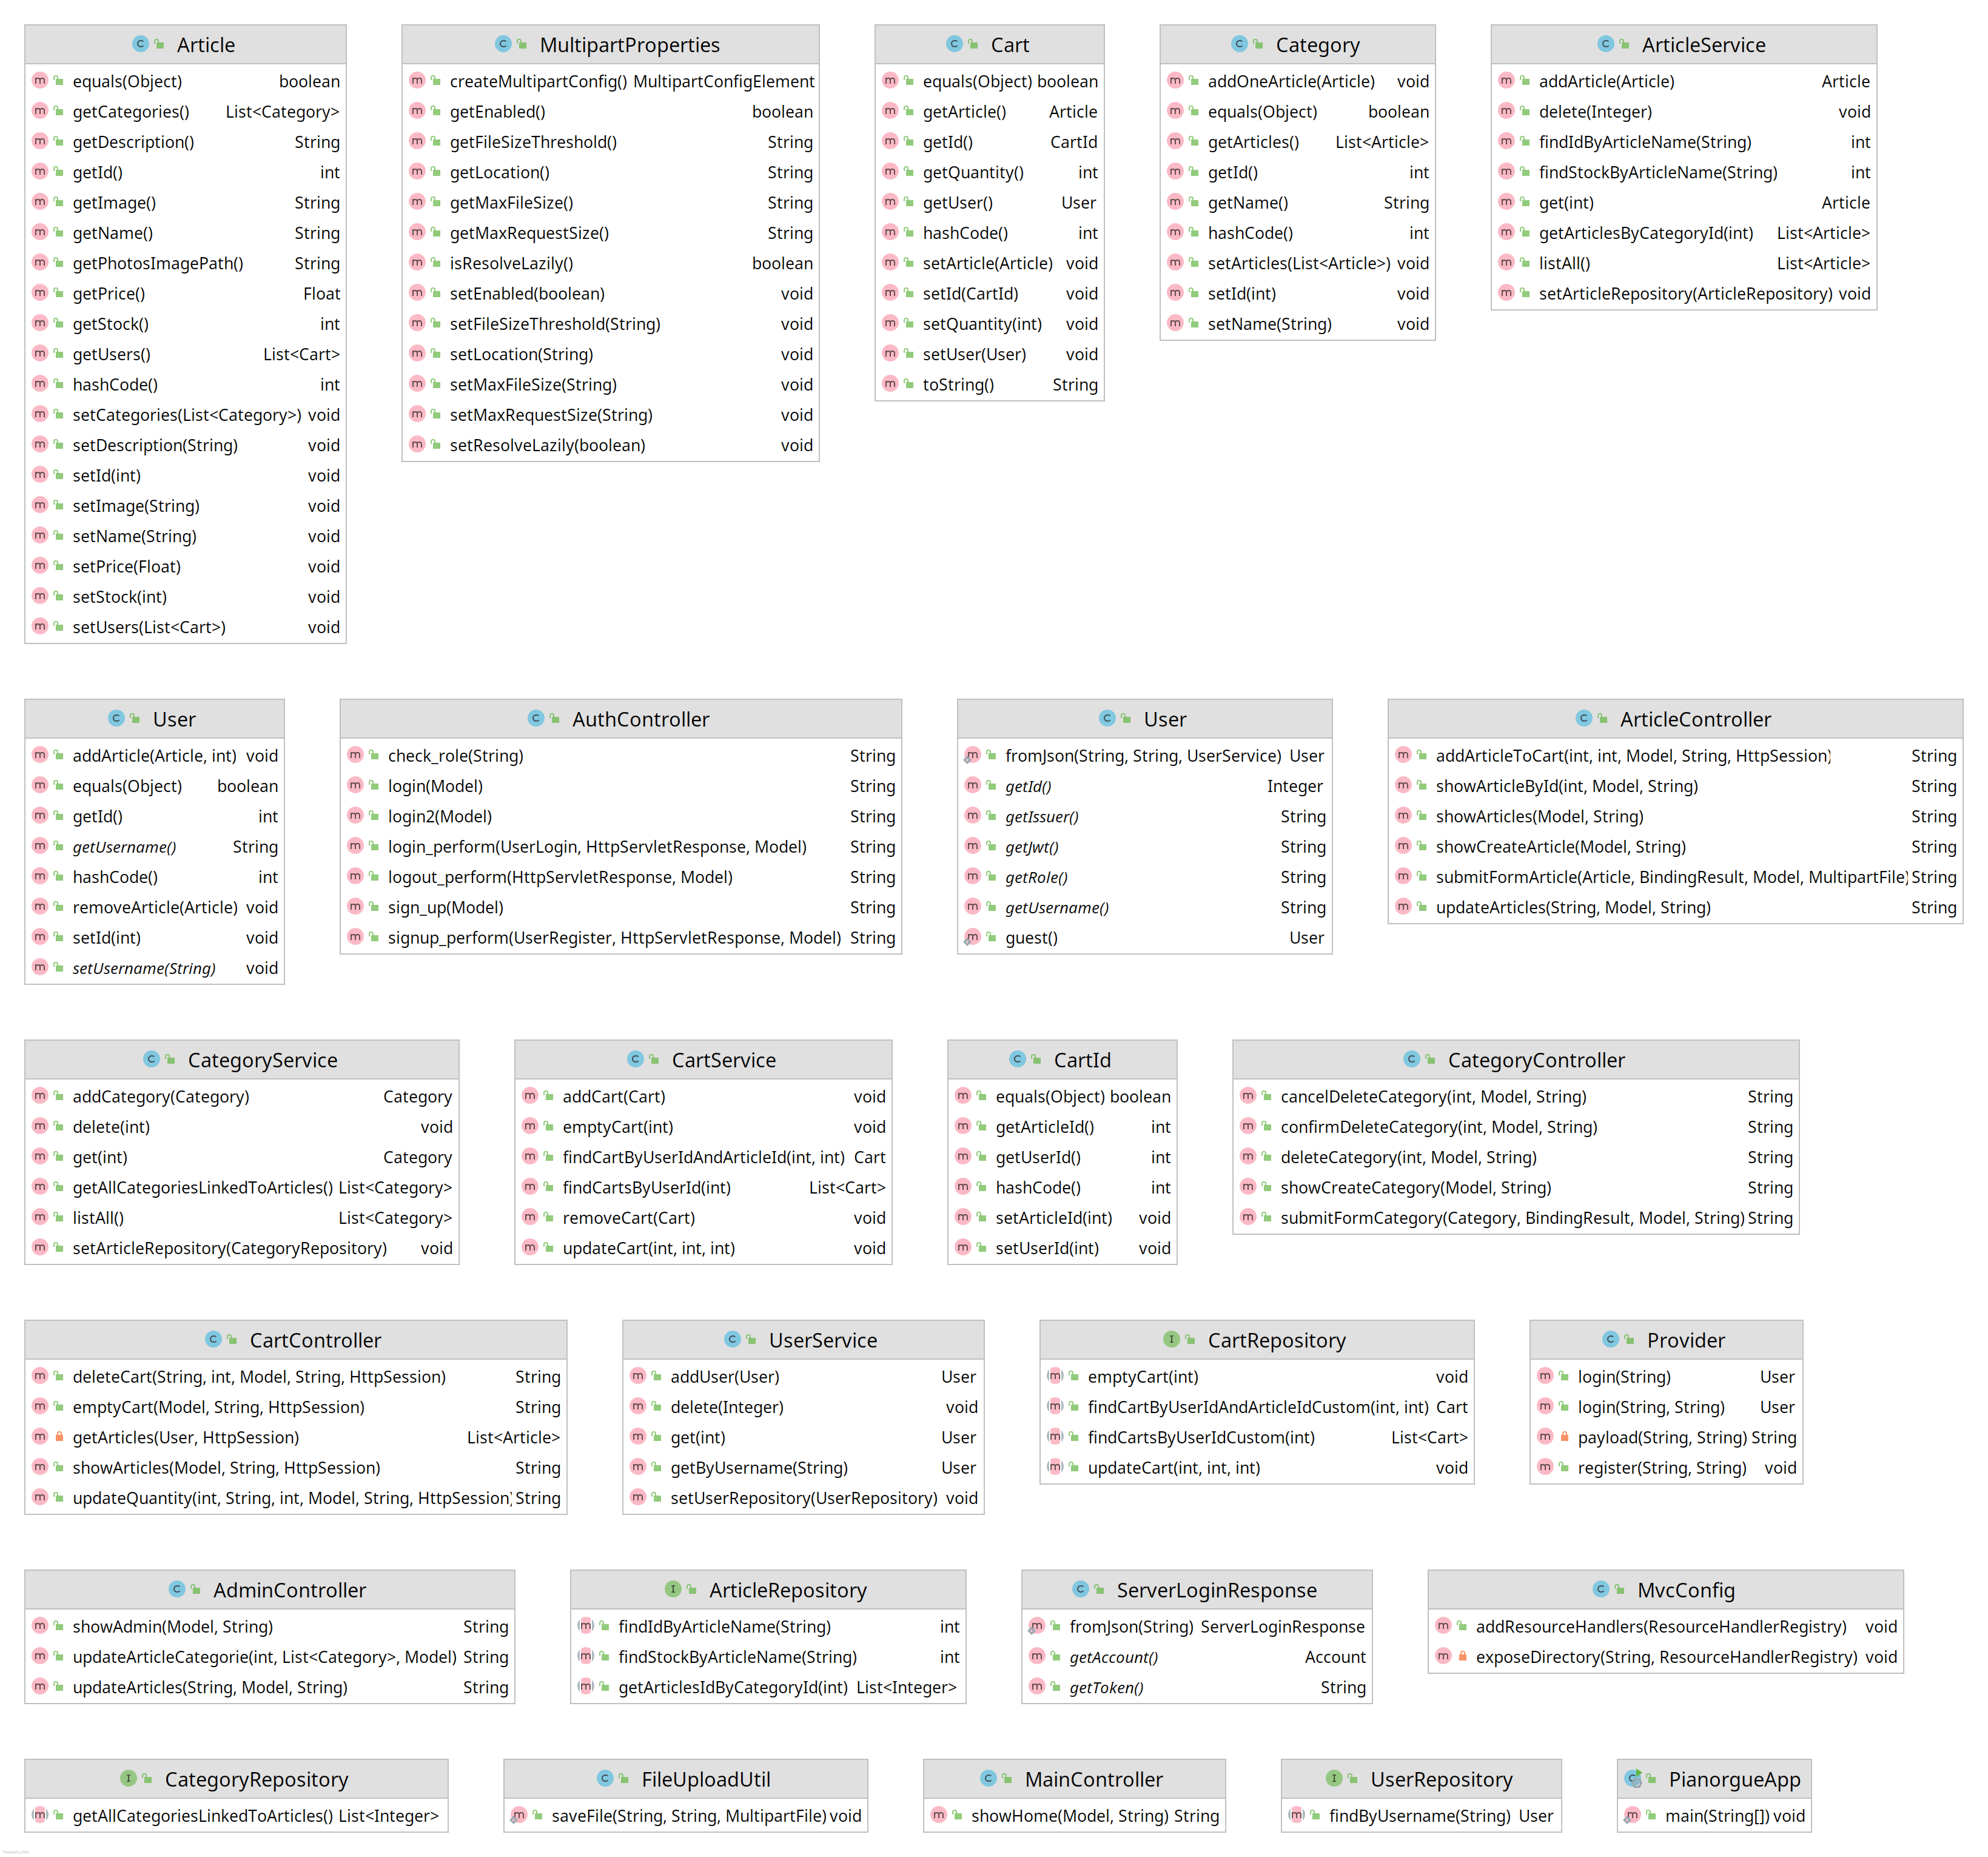 Article
equals(Object) boolean
getCategories() List<Category>
getDescription() String
getId() int
getImage() String
getName() String
getPhotosImagePath() String
getPrice() Float
getStock() int
getUsers() List<Cart>
hashCode() int
setCategories(List<Category>) void
setDescription(String) void
setId(int) void
setImage(String) void
setName(String) void
setPrice(Float) void
setStock(int) void
setUsers(List<Cart>) void
MultipartProperties
createMultipartConfig() MultipartConfigElement
getEnabled() boolean
getFileSizeThreshold() String
getLocation() String
getMaxFileSize() String
getMaxRequestSize() String
isResolveLazily() boolean
setEnabled(boolean) void
setFileSizeThreshold(String) void
setLocation(String) void
setMaxFileSize(String) void
setMaxRequestSize(String) void
setResolveLazily(boolean) void
Cart
equals(Object) boolean
getArticle() Article
getId() CartId
getQuantity() int
getUser() User
hashCode() int
setArticle(Article) void
setId(CartId) void
setQuantity(int) void
setUser(User) void
toString() String
Category
addOneArticle(Article) void
equals(Object) boolean
getArticles() List<Article>
getId() int
getName() String
hashCode() int
setArticles(List<Article>) void
setId(int) void
setName(String) void
ArticleService
addArticle(Article) Article
delete(Integer) void
findIdByArticleName(String) int
findStockByArticleName(String) int
get(int) Article
getArticlesByCategoryId(int) List<Article>
listAll() List<Article>
setArticleRepository(ArticleRepository) void
User
addArticle(Article, int) void
equals(Object) boolean
getId() int
getUsername() String
hashCode() int
removeArticle(Article) void
setId(int) void
setUsername(String) void
AuthController
check_role(String) String
login(Model) String
login2(Model) String
login_perform(UserLogin, HttpServletResponse, Model) String
logout_perform(HttpServletResponse, Model) String
sign_up(Model) String
signup_perform(UserRegister, HttpServletResponse, Model) String
User
fromJson(String, String, UserService) User
getId() Integer
getIssuer() String
getJwt() String
getRole() String
getUsername() String
guest() User
ArticleController
addArticleToCart(int, int, Model, String, HttpSession) String
showArticleById(int, Model, String) String
showArticles(Model, String) String
showCreateArticle(Model, String) String
submitFormArticle(Article, BindingResult, Model, MultipartFile) String
updateArticles(String, Model, String) String
CategoryService
addCategory(Category) Category
delete(int) void
get(int) Category
getAllCategoriesLinkedToArticles() List<Category>
listAll() List<Category>
setArticleRepository(CategoryRepository) void
CartService
addCart(Cart) void
emptyCart(int) void
findCartByUserIdAndArticleId(int, int) Cart
findCartsByUserId(int) List<Cart>
removeCart(Cart) void
updateCart(int, int, int) void
CartId
equals(Object) boolean
getArticleId() int
getUserId() int
hashCode() int
setArticleId(int) void
setUserId(int) void
CategoryController
cancelDeleteCategory(int, Model, String) String
confirmDeleteCategory(int, Model, String) String
deleteCategory(int, Model, String) String
showCreateCategory(Model, String) String
submitFormCategory(Category, BindingResult, Model, String) String
CartController
deleteCart(String, int, Model, String, HttpSession) String
emptyCart(Model, String, HttpSession) String
getArticles(User, HttpSession) List<Article>
showArticles(Model, String, HttpSession) String
updateQuantity(int, String, int, Model, String, HttpSession) String
UserService
addUser(User) User
delete(Integer) void
get(int) User
getByUsername(String) User
setUserRepository(UserRepository) void
CartRepository
emptyCart(int) void
findCartByUserIdAndArticleIdCustom(int, int) Cart
findCartsByUserIdCustom(int) List<Cart>
updateCart(int, int, int) void
Provider
login(String) User
login(String, String) User
payload(String, String) String
register(String, String) void
AdminController
showAdmin(Model, String) String
updateArticleCategorie(int, List<Category>, Model) String
updateArticles(String, Model, String) String
ArticleRepository
findIdByArticleName(String) int
findStockByArticleName(String) int
getArticlesIdByCategoryId(int) List<Integer>
ServerLoginResponse
fromJson(String) ServerLoginResponse
getAccount() Account
getToken() String
MvcConfig
addResourceHandlers(ResourceHandlerRegistry) void
exposeDirectory(String, ResourceHandlerRegistry) void
CategoryRepository
getAllCategoriesLinkedToArticles() List<Integer>
FileUploadUtil
saveFile(String, String, MultipartFile) void
MainController
showHome(Model, String) String
UserRepository
findByUsername(String) User
PianorgueApp
main(String[]) void